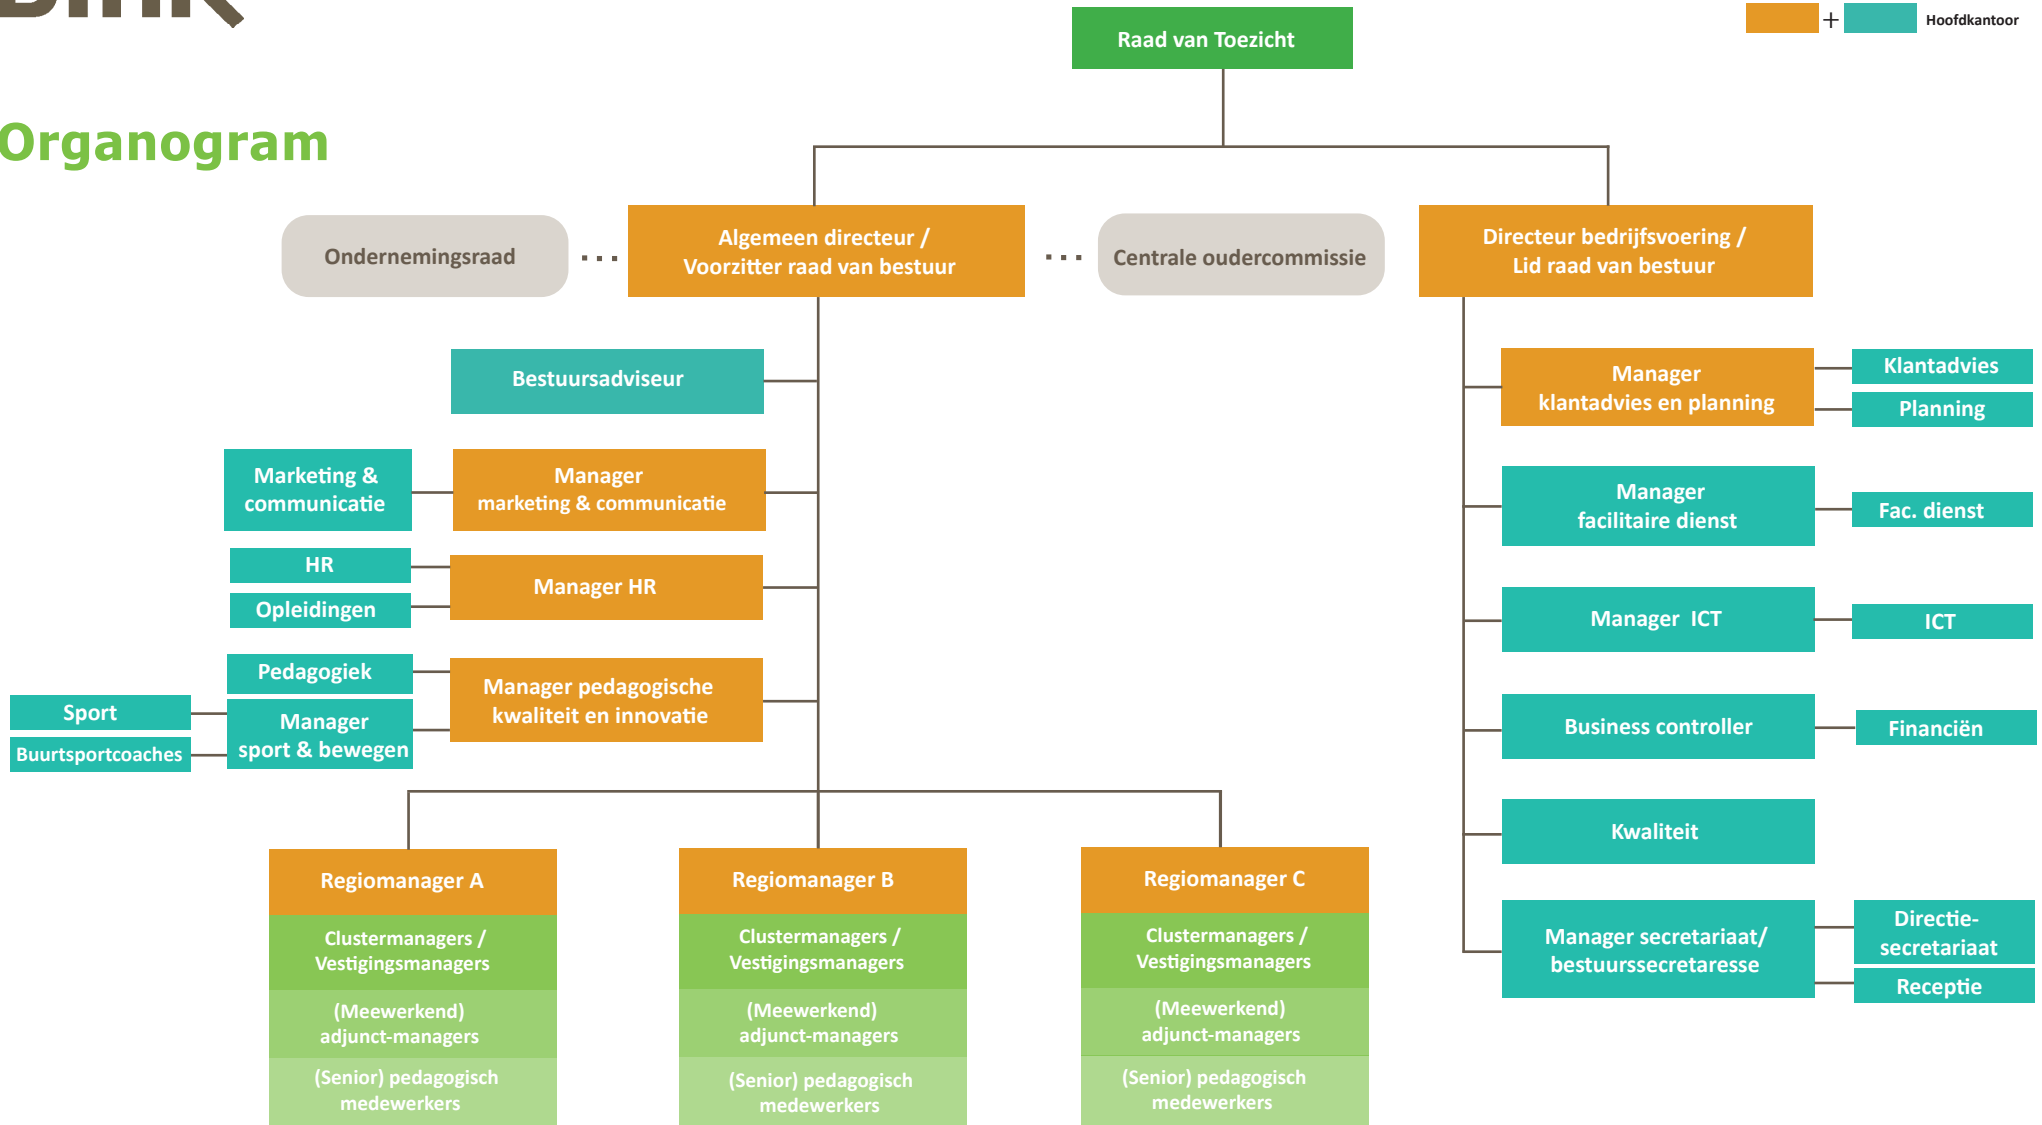 Raad van Toezicht
+ Hoofdkantoor
Organogram
Ondernemingsraad
...
Algemeen directeur /
Voorzitter raad van bestuur
...
Centrale oudercommissie
Directeur bedrijfsvoering /
Lid raad van bestuur
Bestuursadviseur
Marketing &
communicatie
Manager
marketing & communicatie
HR
Opleidingen
Manager HR
Pedagogiek
Manager
sport & bewegen
Sport
Buurtsportcoaches
Manager pedagogische
kwaliteit en innovatie
Manager
klantadvies en planning
Klantadvies
Planning
Manager
facilitaire dienst
Fac. dienst
Manager ICT
ICT
Business controller
Financiën
Kwaliteit
Manager secretariaat/
bestuurssecretaresse
Directie-
secretariaat
Receptie
Regiomanager A
Clustermanagers /
Vestigingsmanagers
(Meewerkend)
adjunct-managers
(Senior) pedagogisch
medewerkers
Regiomanager B
Clustermanagers /
Vestigingsmanagers
(Meewerkend)
adjunct-managers
(Senior) pedagogisch
medewerkers
Regiomanager C
Clustermanagers /
Vestigingsmanagers
(Meewerkend)
adjunct-managers
(Senior) pedagogisch
medewerkers